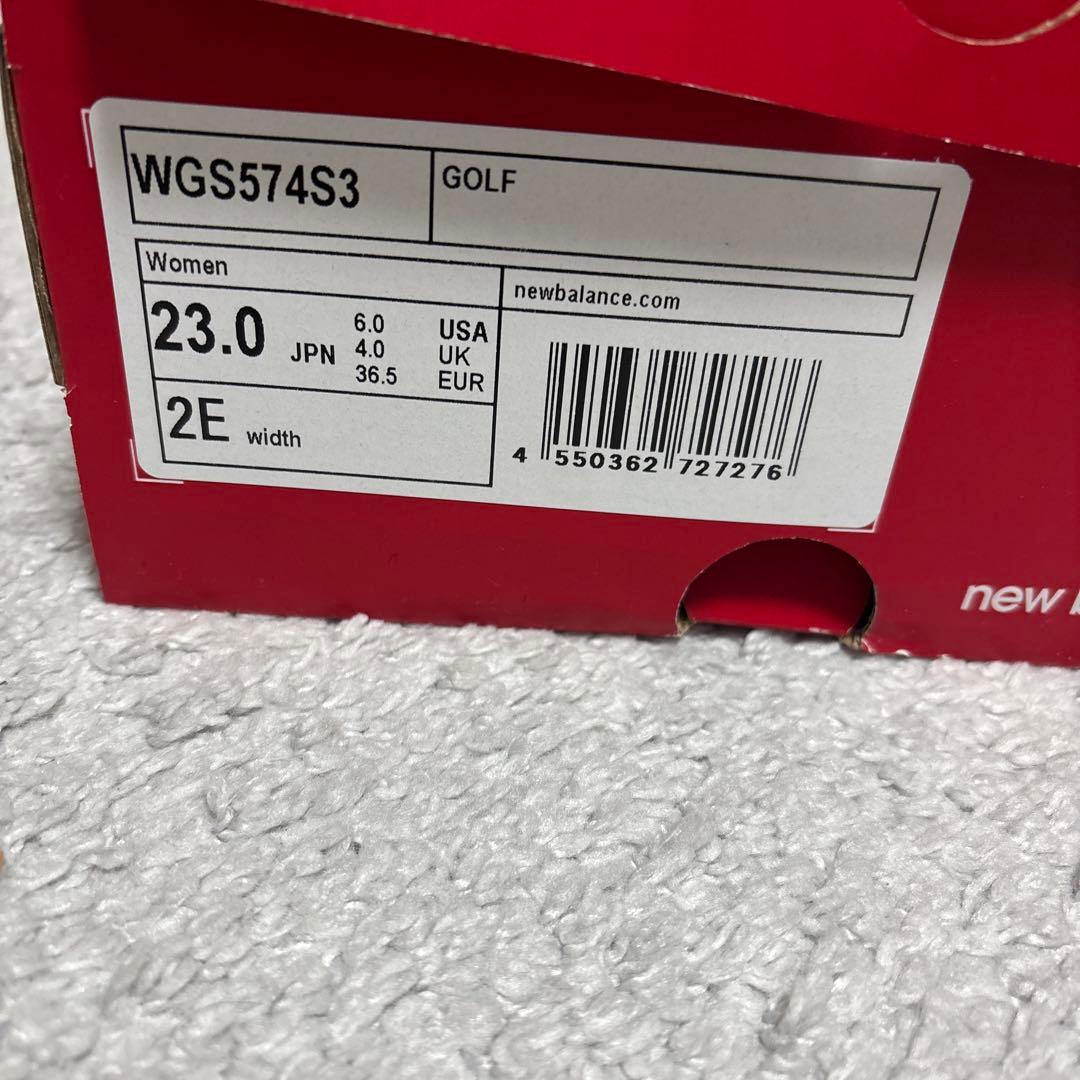 WGS574S3
GOLF
Women
newbalance.com
23.0 JPN
6.0 USA
4.0 UK
36.5 EUR
2E width
4 550362 727276
new